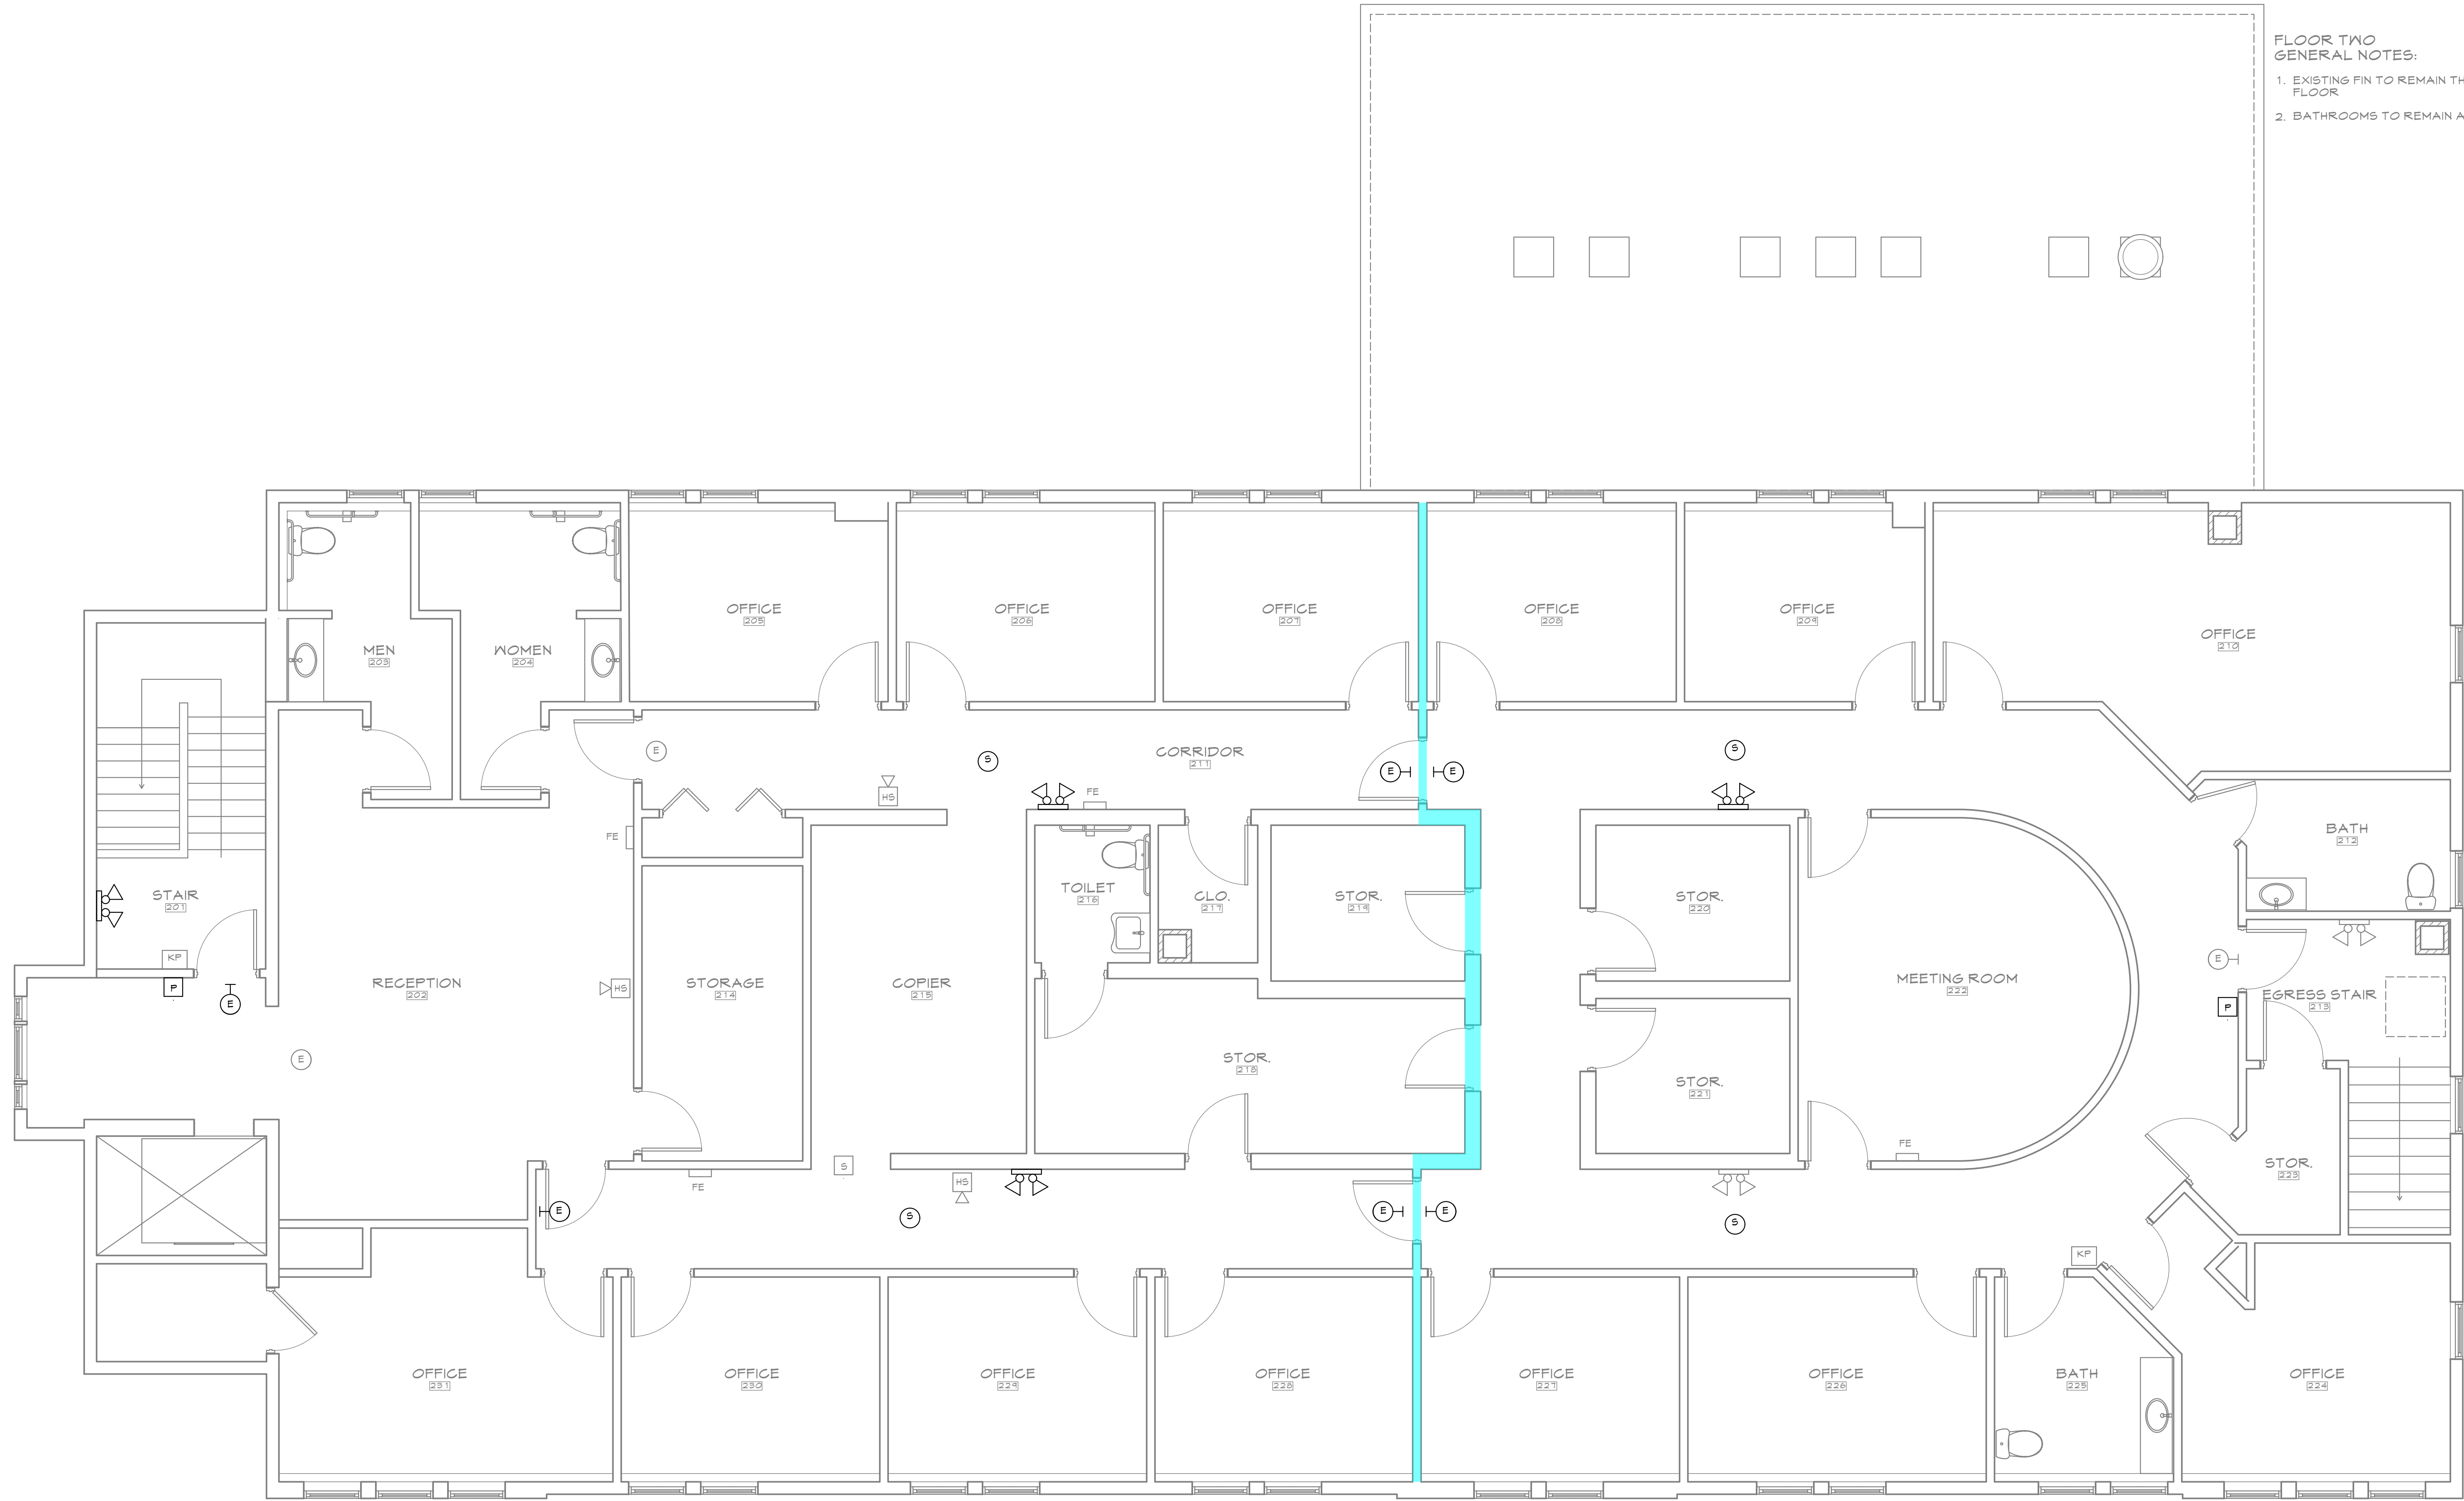 FLOOR TWO
GENERAL NOTES:
1. EXISTING FIN TO REMAIN TH
FLOOR
2. BATHROOMS TO REMAIN A
OFFICE
205
OFFICE
206
OFFICE
207
OFFICE
208
OFFICE
209
OFFICE
210
MEN
203
WOMEN
204
E
S
CORRIDOR
211
E
E
S
HS
FE
FE
BATH
212
STAIR
201
TOILET
216
CLO.
217
STOR.
219
STOR.
220
KP
P
E
RECEPTION
202
HS
STORAGE
214
COPIER
215
MEETING ROOM
222
E
P
EGRESS STAIR
213
E
STOR.
218
STOR.
221
FE
S
FE
HS
STOR.
223
E
S
E
E
S
KP
OFFICE
231
OFFICE
230
OFFICE
229
OFFICE
228
OFFICE
227
OFFICE
226
BATH
225
OFFICE
224